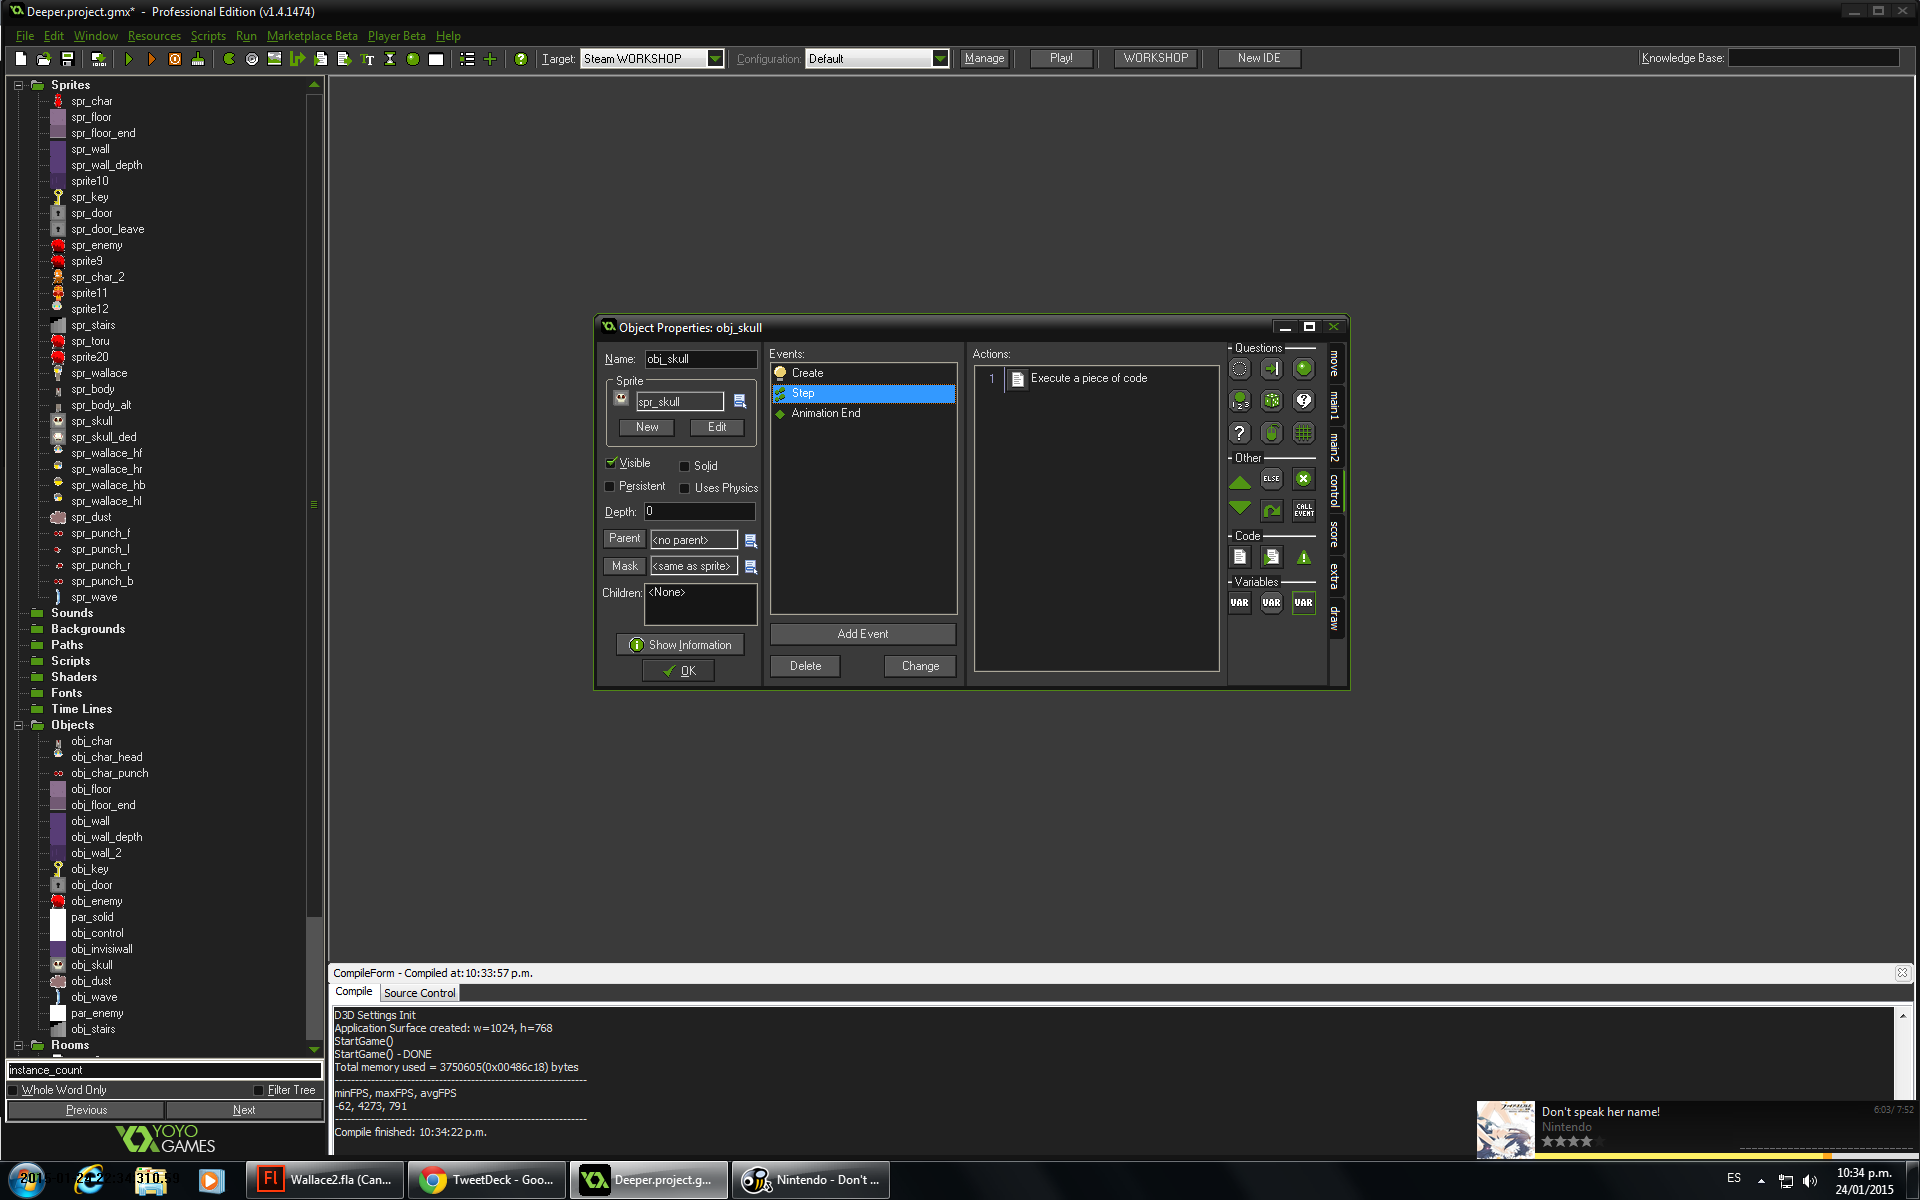 Deeper.project.gmx* - Professional Edition (v1.4.1474)
File Edit Window Resources Scripts Run Marketplace Beta Player Beta Help
Target: Steam WORKSHOP Configuration: Default Manage Play! WORKSHOP New IDE Knowledge Base:
Sprites
spr_char
spr_floor
spr_floor_end
spr_wall
spr_wall_depth
sprite10
spr_key
spr_door
spr_door_leave
spr_enemy
sprite9
spr_char_2
sprite11
sprite12
spr_stairs
spr_toru
sprite20
spr_wallace
spr_body
spr_body_alt
spr_skull
spr_skull_ded
spr_wallace_hf
spr_wallace_hr
spr_wallace_hb
spr_wallace_hl
spr_dust
spr_punch_f
spr_punch_l
spr_punch_r
spr_punch_b
spr_wave
Sounds
Backgrounds
Paths
Scripts
Shaders
Fonts
Time Lines
Objects
obj_char
obj_char_head
obj_char_punch
obj_floor
obj_floor_end
obj_wall
obj_wall_depth
obj_wall_2
obj_key
obj_door
obj_enemy
par_solid
obj_control
obj_invisiwall
obj_skull
obj_dust
obj_wave
par_enemy
obj_stairs
Rooms
instance_count
Whole Word Only Filter Tree
Previous Next
YOYO
GAMES
Object Properties: obj_skull
Name: obj_skull
Sprite
spr_skull
New Edit
Visible Solid
Persistent Uses Physics
Depth: 0
Parent <no parent>
Mask <same as sprite>
Children: <None>
Show Information
OK
Events:
Create
Step
Animation End
Add Event
Delete Change
Actions:
1 Execute a piece of code
Questions
1 2 3
?
Other
ELSE
CALL
EVENT
Code
Variables
VAR VAR VAR
move
main1
main2
control
score
extra
draw
CompileForm - Compiled at: 10:33:57 p.m.
Compile Source Control
D3D Settings Init
Application Surface created: w=1024, h=768
StartGame()
StartGame() - DONE
Total memory used = 3750605(0x00486c18) bytes
minFPS, maxFPS, avgFPS
-62, 4273, 791
Compile finished: 10:34:22 p.m.
Don't speak her name! 6:03/ 7:52
Nintendo
Wallace2.fla (Can... TweetDeck - Goo... Deeper.project.g... Nintendo - Don't ...
ES
10:34 p.m.
24/01/2015